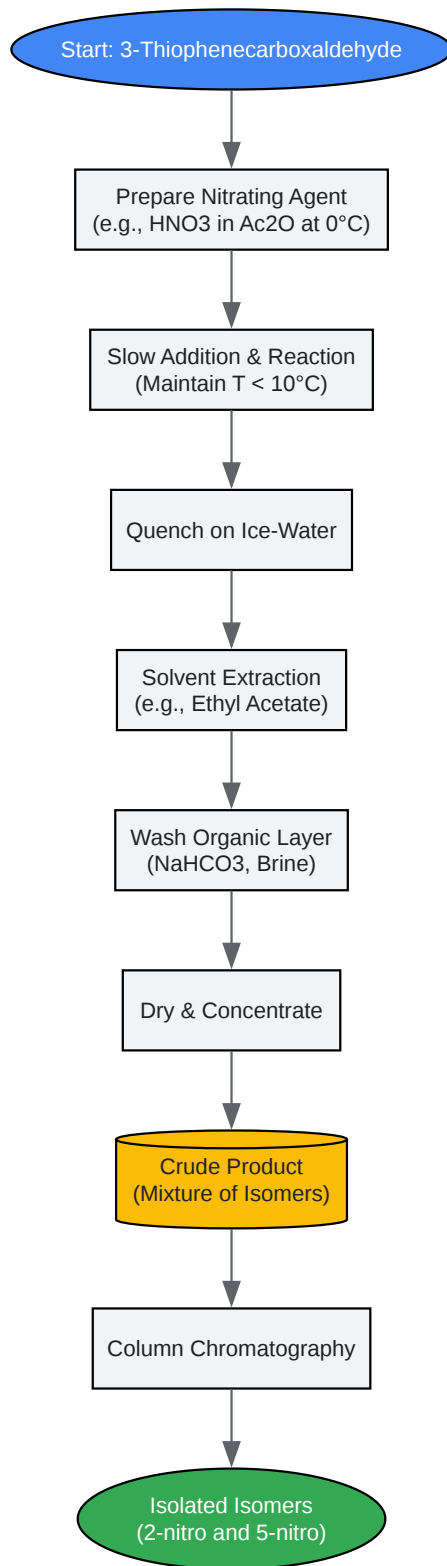 Start: 3-Thiophenecarboxaldehyde
Prepare Nitrating Agent
(e.g., HNO3 in Ac2O at 0°C)
Slow Addition & Reaction
(Maintain T < 10°C)
Quench on Ice-Water
Solvent Extraction
(e.g., Ethyl Acetate)
Wash Organic Layer
(NaHCO3, Brine)
Dry & Concentrate
Crude Product
(Mixture of Isomers)
Column Chromatography
Isolated Isomers
(2-nitro and 5-nitro)